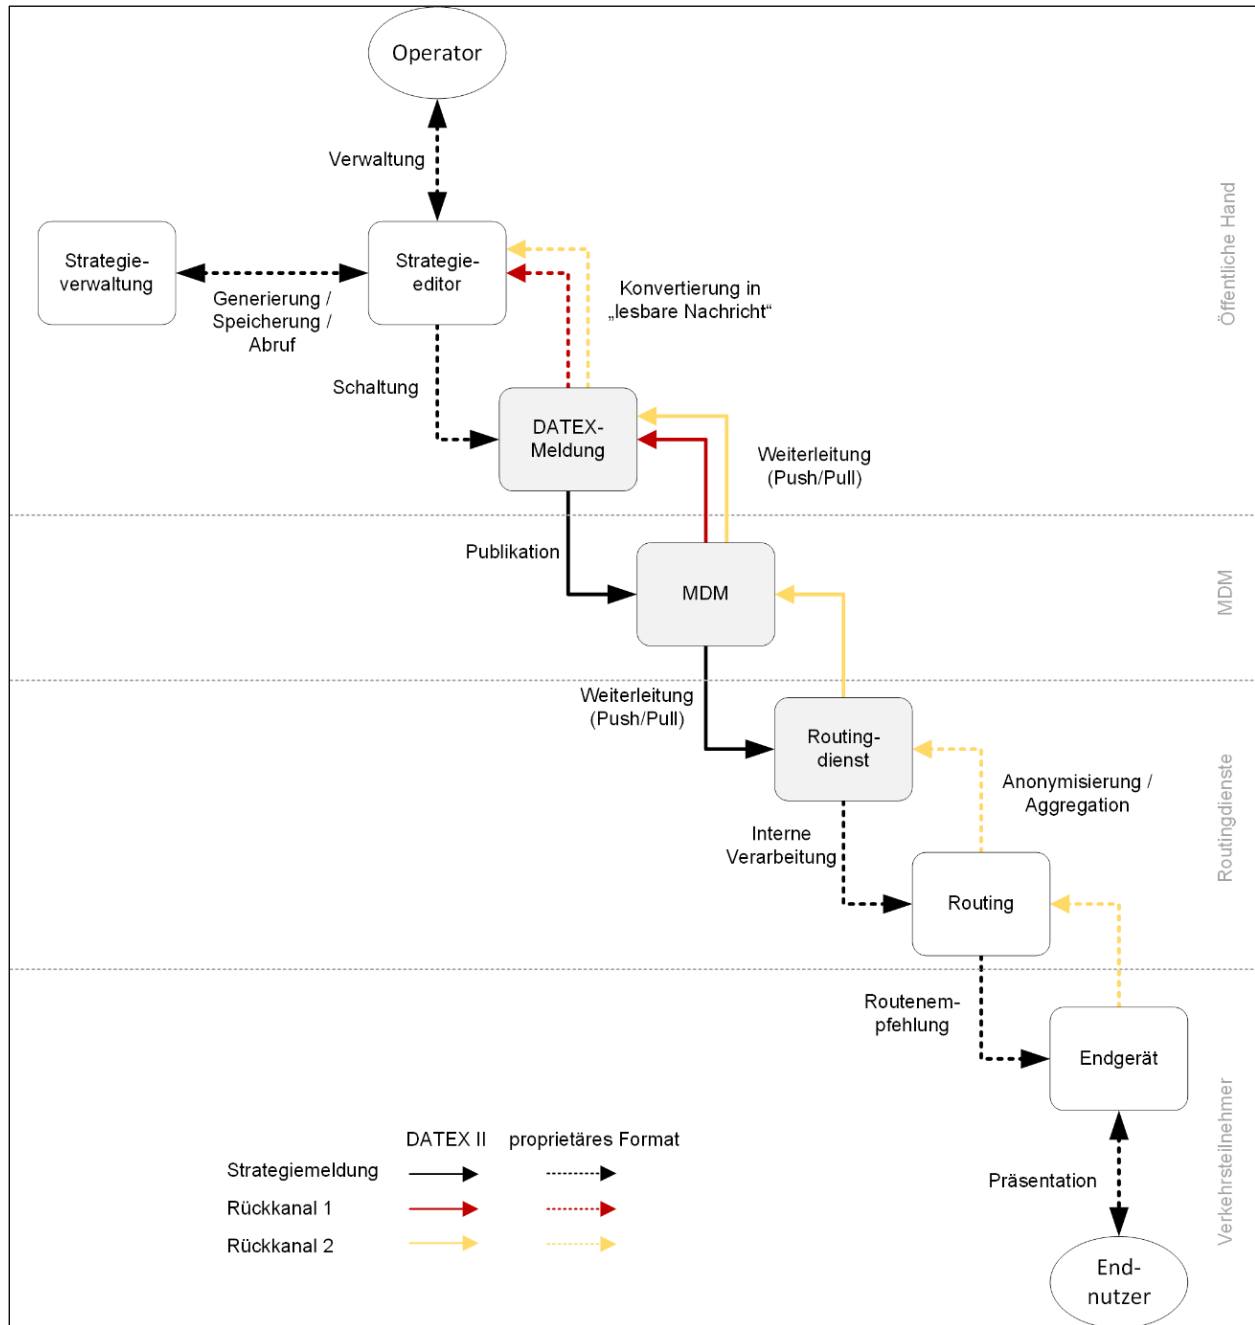 Operator
Verwaltung
Strategie-
verwaltung
Generierung /
Speicherung /
Abruf
Strategie-
editor
Konvertierung in
„lesbare Nachricht“
Öffentliche Hand
Schaltung
DATEX-
Meldung
Weiterleitung
(Push/Pull)
Publikation
MDM
MDM
Weiterleitung
(Push/Pull)
Routing-
dienst
Anonymisierung /
Aggregation
Routingdienste
Interne
Verarbeitung
Routing
Routenem-
pfehlung
Endgerät
Verkehrsteilnehmer
Präsentation
End-
nutzer
DATEX II proprietäres Format
Strategiemeldung
Rückkanal 1
Rückkanal 2